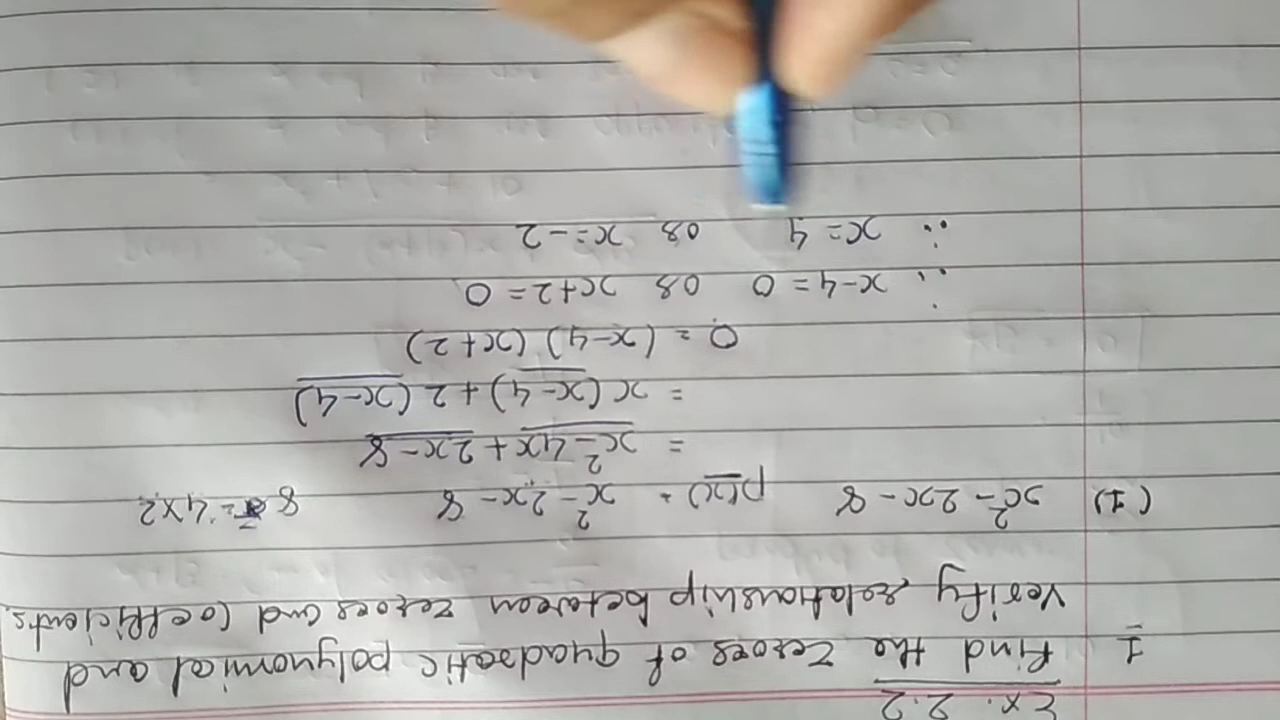 Ex. 2.2
1 Find the zeroes of quadratic polynomial and
verify relationship between zeroes and coefficients.
(1) x² - 2x - 8 p(x) = x² - 2x - 8 8 = 4×2
= x² - 4x + 2x - 8
= x(x-4) + 2(x-4)
0 = (x-4) (x+2)
∴ x-4 = 0 or x+2 = 0
∴ x = 4 or x = -2